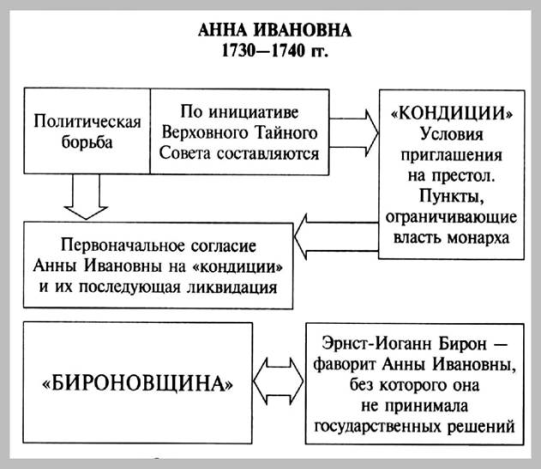 АННА ИВАНОВНА
1730—1740 гг.
Политическая
борьба
По инициативе
Верховного Тайного
Совета составляются
«КОНДИЦИИ»
Условия
приглашения
на престол.
Пункты,
ограничивающие
власть монарха
Первоначальное согласие
Анны Ивановны на «кондиции»
и их последующая ликвидация
«БИРОНОВЩИНА»
Эрнст-Иоганн Бирон —
фаворит Анны Ивановны,
без которого она
не принимала
государственных решений